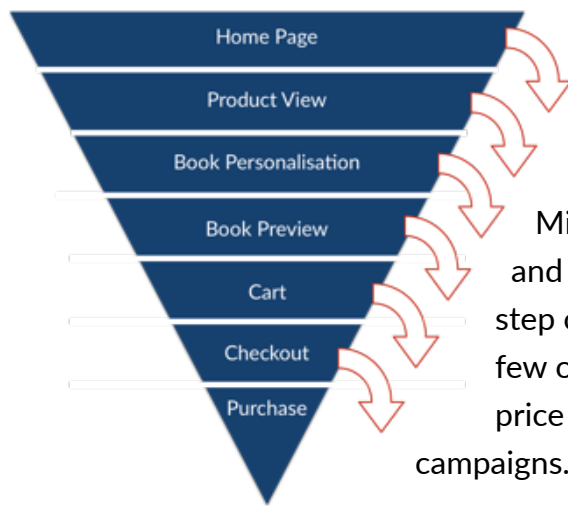 Home Page
Product View
Book Personalisation
Book Preview
Cart
Checkout
Purchase
and
step
few
price
campaigns.